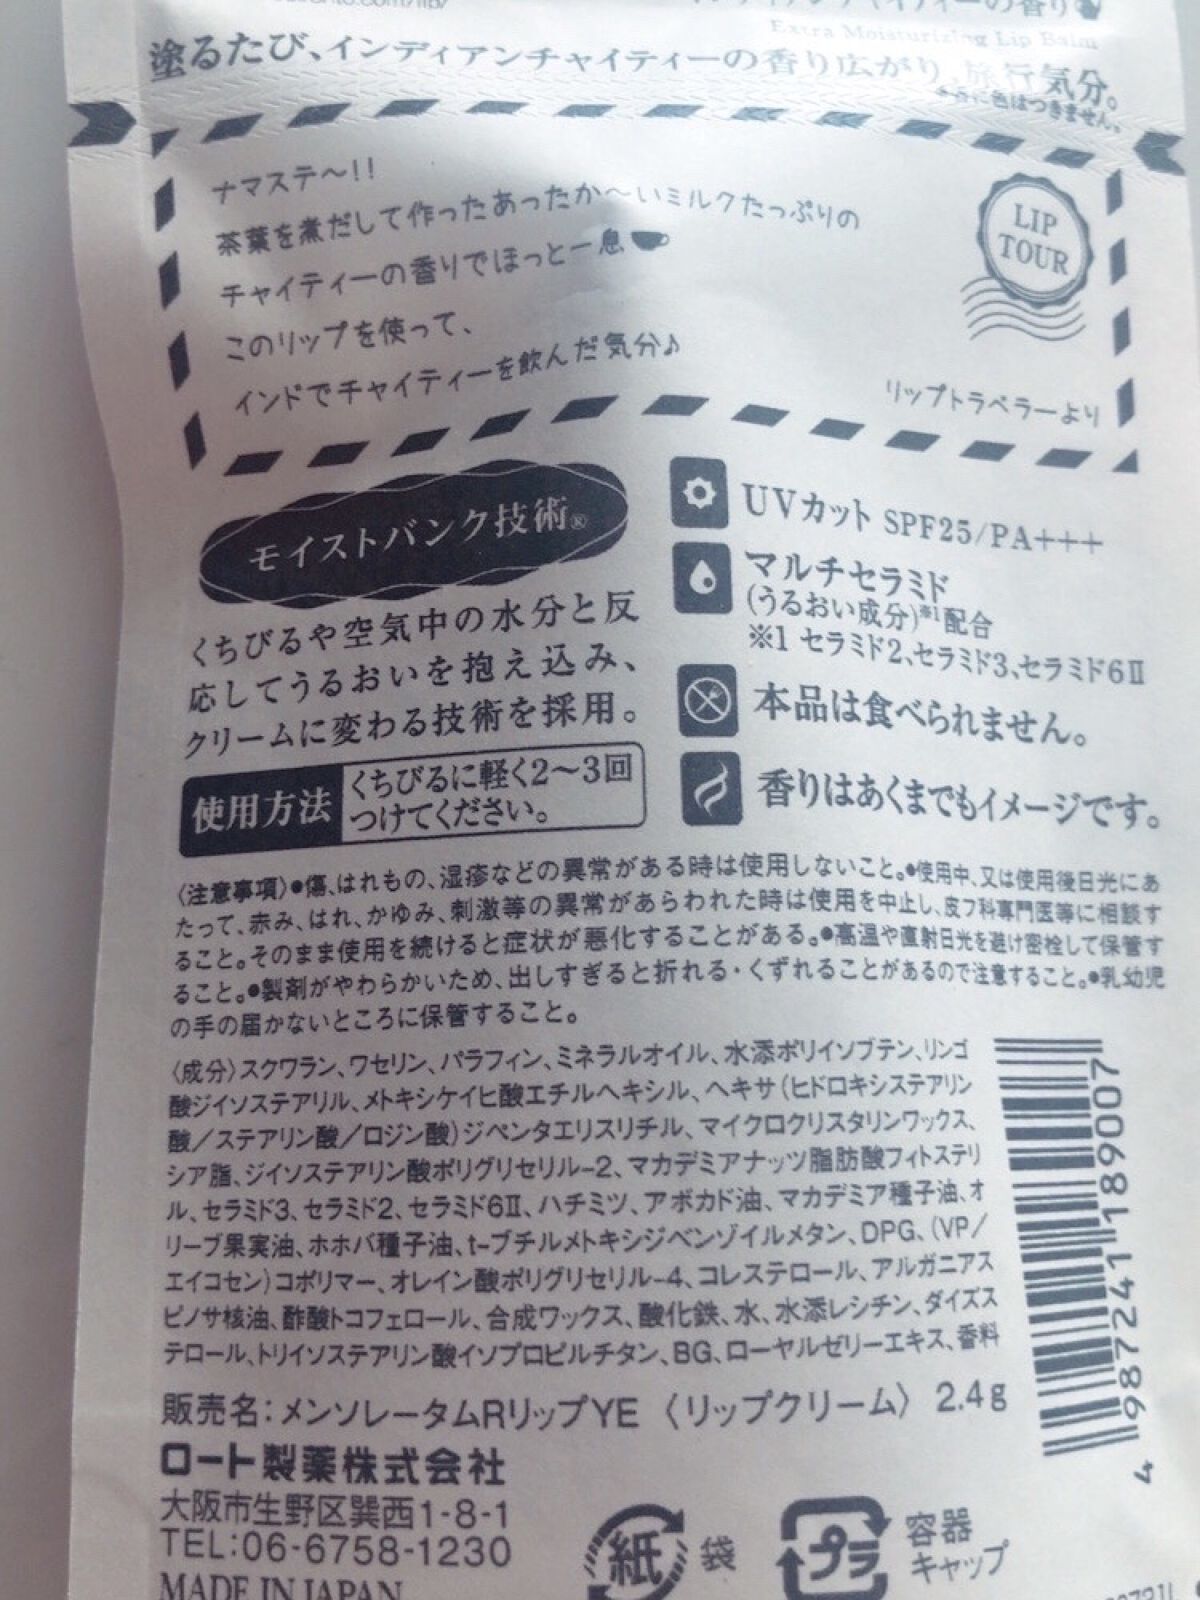 Extra Moisturizing Lip Balm
塗るたび、インディアンチャイティーの香り広がり、旅行気分。
ナマステ〜!!
茶葉を煮だして作ったあったか〜いミルクたっぷりの
チャイティーの香りでほっと一息
このリップを使って、
インドでチャイティーを飲んだ気分♪
リップトラベラーより
LIP
TOUR
モイストバンク技術®
くちびるや空気中の水分と反
応してうるおいを抱え込み、
クリームに変わる技術を採用。
使用方法
くちびるに軽く2〜3回
つけてください。
UVカット SPF25/PA+++
マルチセラミド
(うるおい成分)※1配合
※1 セラミド2、セラミド3、セラミド6Ⅱ
本品は食べられません。
香りはあくまでもイメージです。
〈注意事項〉●傷、はれもの、湿疹などの異常がある時は使用しないこと。●使用中、又は使用後日光にあ
たって、赤み、はれ、かゆみ、刺激等の異常があらわれた時は使用を中止し、皮フ科専門医等に相談す
ること。そのまま使用を続けると症状が悪化することがある。●高温や直射日光を避け密栓して保管す
ること。●製剤がやわらかいため、出しすぎると折れる・くずれることがあるので注意すること。●乳幼児
の手の届かないところに保管すること。
〈成分〉スクワラン、ワセリン、パラフィン、ミネラルオイル、水添ポリイソブテン、リンゴ
酸ジイソステアリル、メトキシケイヒ酸エチルヘキシル、ヘキサ(ヒドロキシステアリン
酸/ステアリン酸/ロジン酸)ジペンタエリスリチル、マイクロクリスタリンワックス、
シア脂、ジイソステアリン酸ポリグリセリル-2、マカデミアナッツ脂肪酸フィトステリ
ル、セラミド3、セラミド2、セラミド6Ⅱ、ハチミツ、アボカド油、マカデミア種子油、オ
リーブ果実油、ホホバ種子油、t-ブチルメトキシジベンゾイルメタン、DPG、(VP/
エイコセン)コポリマー、オレイン酸ポリグリセリル-4、コレステロール、アルガニアス
ピノサ核油、酢酸トコフェロール、合成ワックス、酸化鉄、水、水添レシチン、ダイズス
テロール、トリイソステアリン酸イソプロピルチタン、BG、ローヤルゼリーエキス、香料
4987241189007
販売名:メンソレータムRリップYE〈リップクリーム〉 2.4g
ロート製薬株式会社
大阪市生野区巽西1-8-1
TEL:06-6758-1230
MADE IN JAPAN
紙 袋
プラ 容器
キャップ